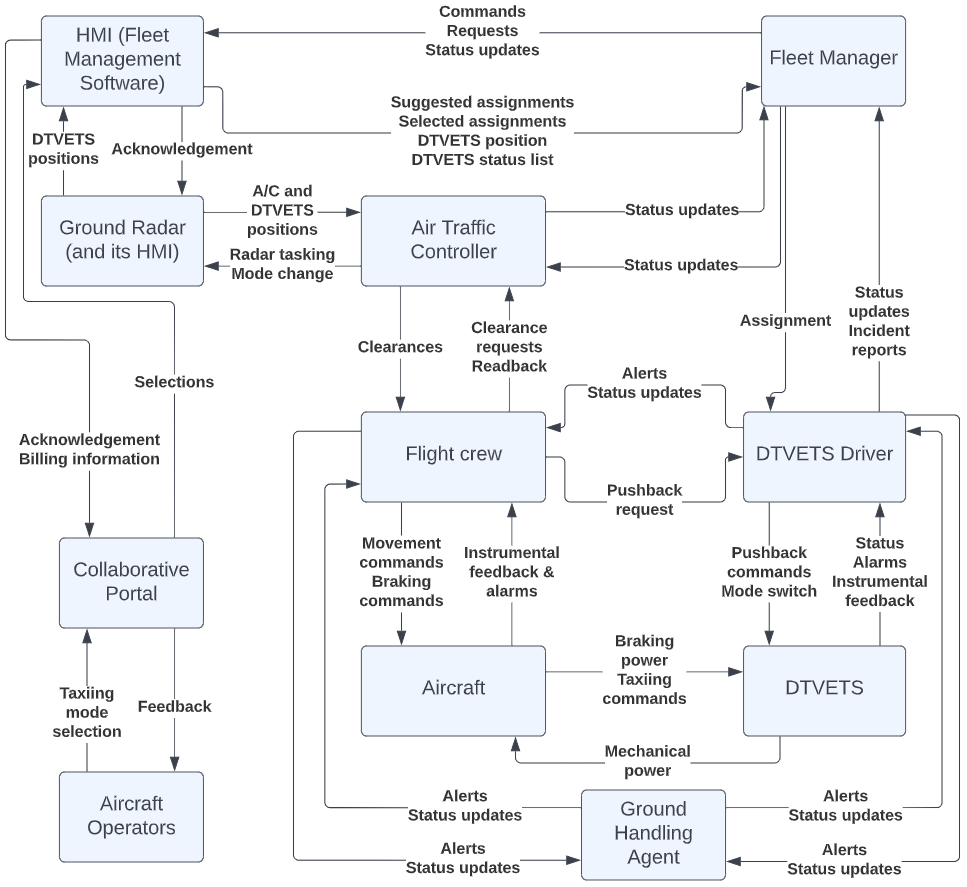 Commands
Requests
Status updates
HMI (Fleet
Management
Software)
Fleet Manager
Suggested assignments
Selected assignments
DTVETS position
DTVETS status list
DTVETS
positions
Acknowledgement
A/C and
DTVETS
positions
Ground Radar
(and its HMI)
Air Traffic
Controller
Status updates
Radar tasking
Mode change
Status updates
Status
updates
Incident
reports
Assignment
Clearances
Clearance
requests
Readback
Selections
Alerts
Status updates
Acknowledgement
Billing information
Flight crew
DTVETS Driver
Pushback
request
Movement
commands
Braking
commands
Instrumental
feedback &
alarms
Pushback
commands
Mode switch
Status
Alarms
Instrumental
feedback
Collaborative
Portal
Braking
power
Taxiing
commands
Aircraft
DTVETS
Taxiing
mode
selection
Feedback
Mechanical
power
Aircraft
Operators
Alerts
Status updates
Ground
Handling
Agent
Alerts
Status updates
Alerts
Status updates
Alerts
Status updates